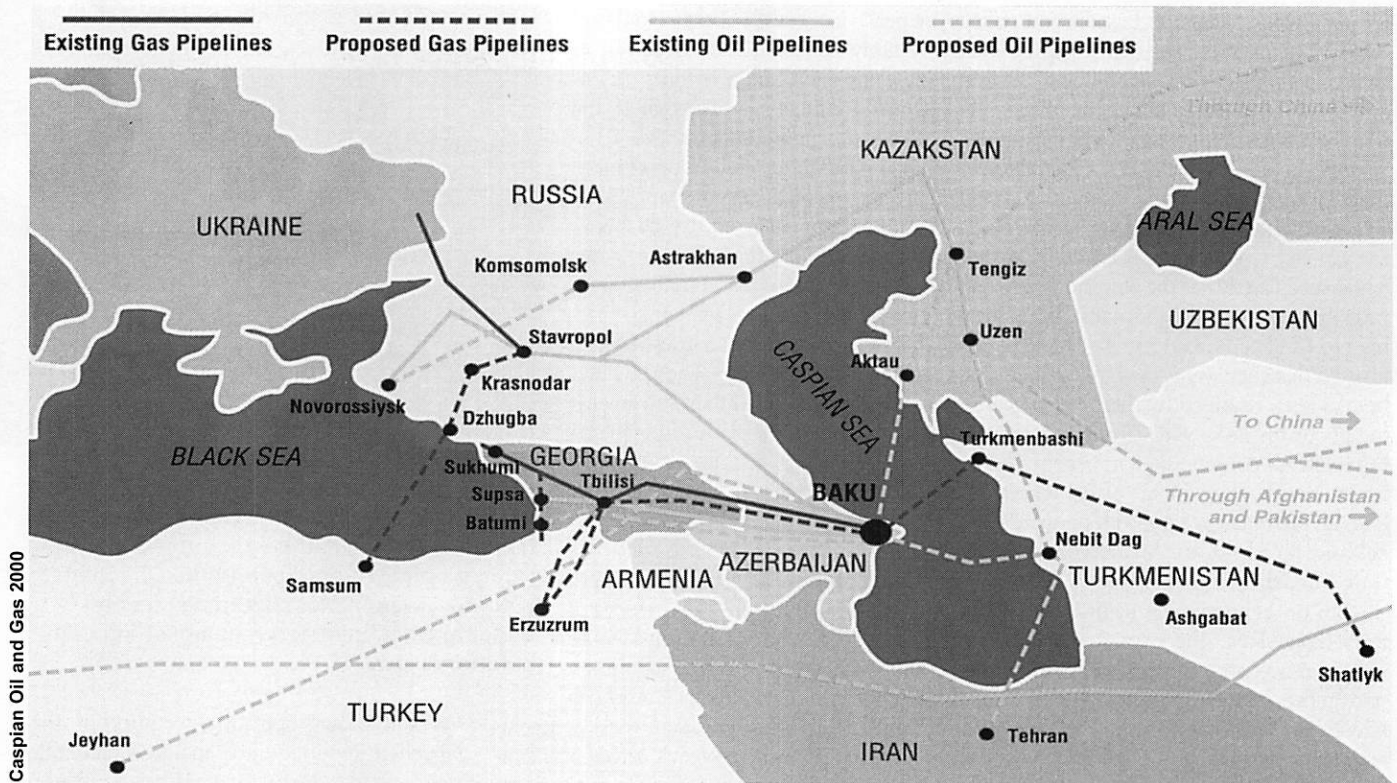 Existing Gas Pipelines
Proposed Gas Pipelines
Existing Oil Pipelines
Proposed Oil Pipelines
Through China
KAZAKSTAN
RUSSIA
UKRAINE
ARAL SEA
Komsomolsk
Astrakhan
Tengiz
UZBEKISTAN
Stavropol
Uzen
CASPIAN SEA
Aktau
Krasnodar
Novorossiysk
Dzhugba
To China →
BLACK SEA
Turkmenbashi
Sukhumi
GEORGIA
Tbilisi
BAKU
Supsa
Through Afghanistan
and Pakistan →
Batumi
Nebit Dag
AZERBAIJAN
ARMENIA
TURKMENISTAN
Samsum
Ashgabat
Erzuzrum
Shatlyk
TURKEY
Jeyhan
Tehran
IRAN
Caspian Oil and Gas 2000